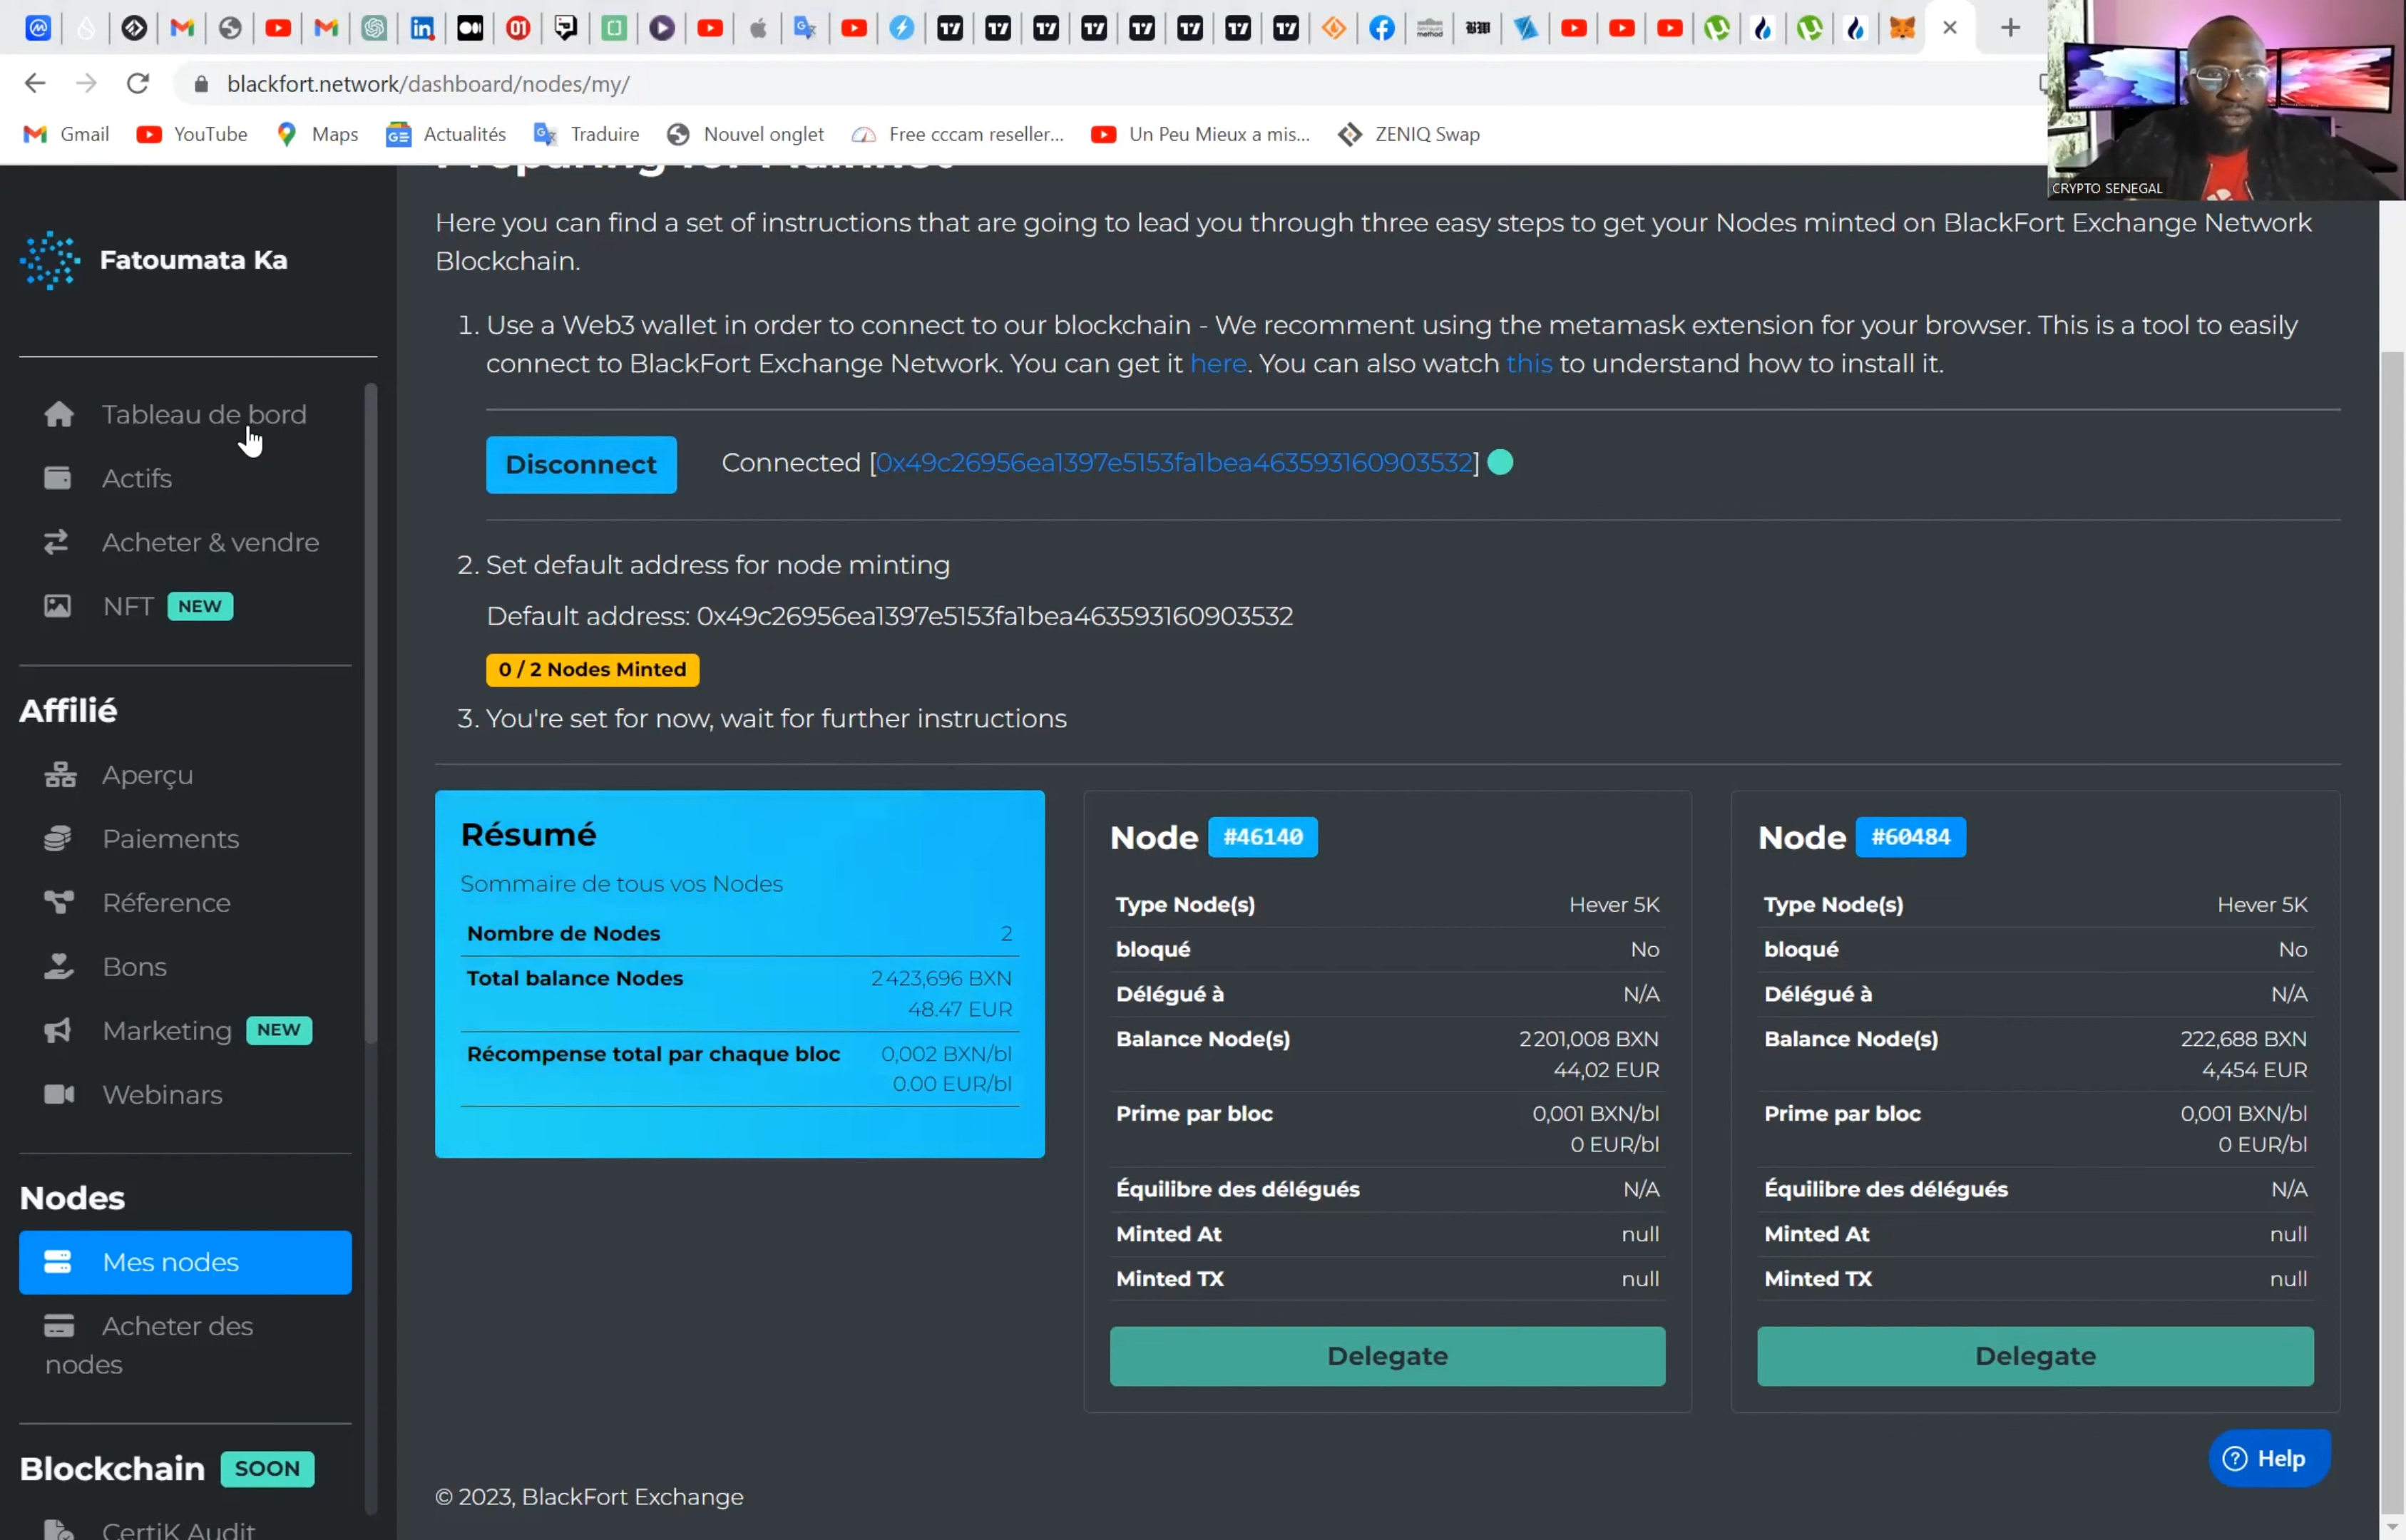 blackfort.network/dashboard/nodes/my/
Gmail
YouTube
Maps
Actualités
Traduire
Nouvel onglet
Free cccam reseller...
Un Peu Mieux a mis...
ZENIQ Swap
CRYPTO SENEGAL
Fatoumata Ka
Tableau de bord
Actifs
Acheter & vendre
NFT NEW
Affilié
Aperçu
Paiements
Réference
Bons
Marketing NEW
Webinars
Nodes
Mes nodes
Acheter des
nodes
Blockchain SOON
CertiK Audit
Preparing for Mainnet
Here you can find a set of instructions that are going to lead you through three easy steps to get your Nodes minted on BlackFort Exchange Network
Blockchain.
1. Use a Web3 wallet in order to connect to our blockchain - We recomment using the metamask extension for your browser. This is a tool to easily
connect to BlackFort Exchange Network. You can get it here. You can also watch this to understand how to install it.
Disconnect
Connected [0x49c26956ea1397e5153fa1bea463593160903532]
2. Set default address for node minting
Default address: 0x49c26956ea1397e5153fa1bea463593160903532
0 / 2 Nodes Minted
3. You're set for now, wait for further instructions
Résumé
Sommaire de tous vos Nodes
Nombre de Nodes 2
Total balance Nodes 2 423,696 BXN
48.47 EUR
Récompense total par chaque bloc 0,002 BXN/bl
0.00 EUR/bl
Node #46140
Type Node(s) Hever 5K
bloqué No
Délégué à N/A
Balance Node(s) 2 201,008 BXN
44,02 EUR
Prime par bloc 0,001 BXN/bl
0 EUR/bl
Équilibre des délégués N/A
Minted At null
Minted TX null
Delegate
Node #60484
Type Node(s) Hever 5K
bloqué No
Délégué à N/A
Balance Node(s) 222,688 BXN
4,454 EUR
Prime par bloc 0,001 BXN/bl
0 EUR/bl
Équilibre des délégués N/A
Minted At null
Minted TX null
Delegate
Help
© 2023, BlackFort Exchange